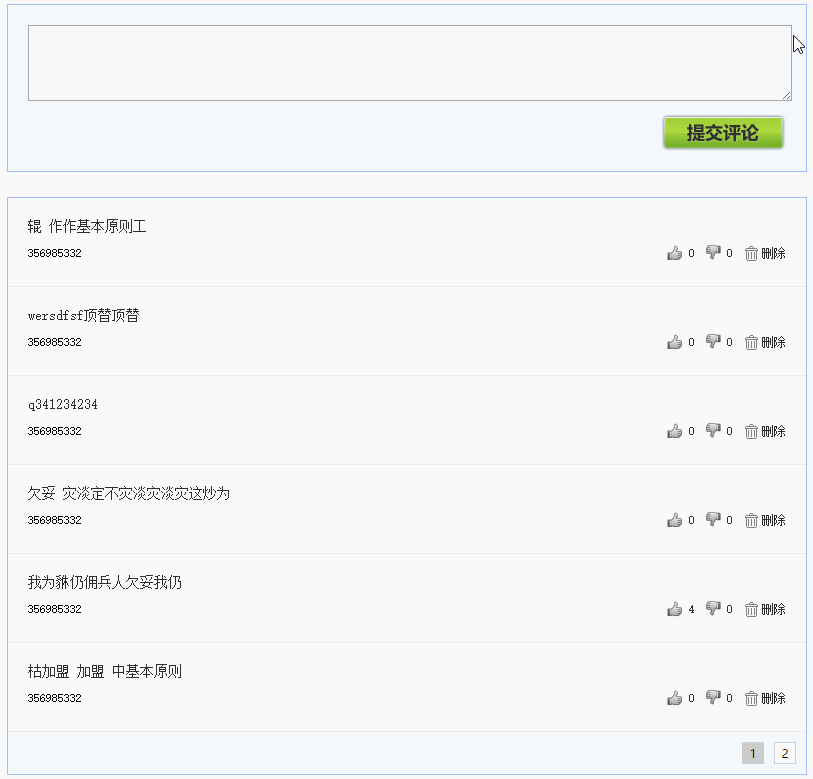 提交评论
辊 作作基本原则工
356985332
0 0 删除
wersdfsf顶替顶替
356985332
0 0 删除
q341234234
356985332
0 0 删除
欠妥 灾淡定不灾淡灾淡灾这炒为
356985332
0 0 删除
我为稣仍佣兵人欠妥我仍
356985332
4 0 删除
枯加盟 加盟 中基本原则
356985332
0 0 删除
1 2